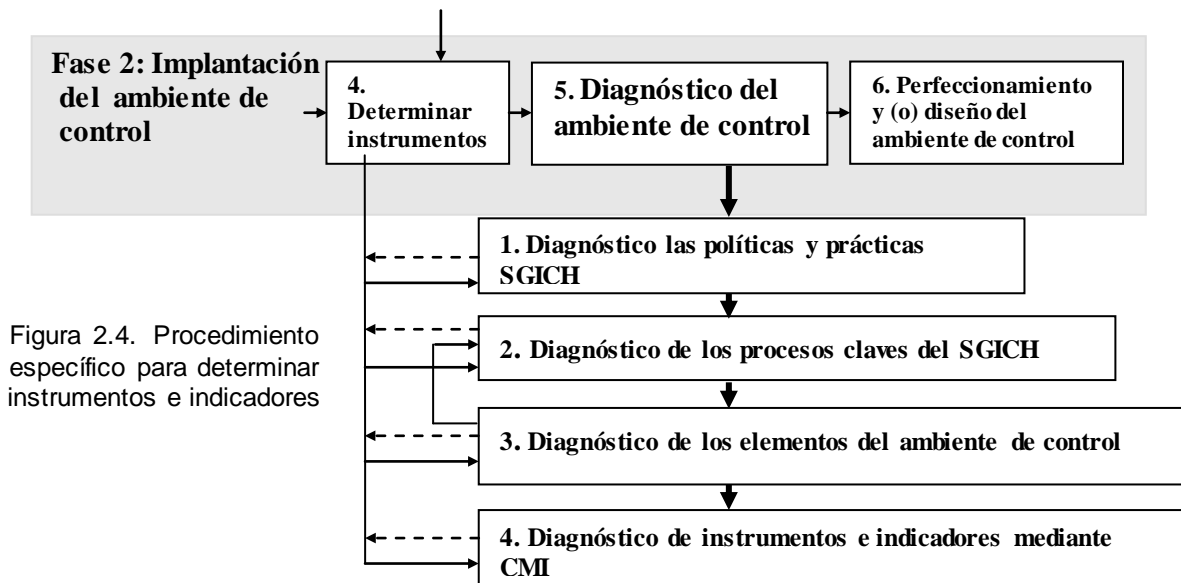 Fase 2: Implantación
del ambiente de
control
4.
Determinar
instrumentos
5. Diagnóstico del
ambiente de control
6. Perfeccionamiento
y (o) diseño del
ambiente de control
1. Diagnóstico las políticas y prácticas
SGICH
Figura 2.4. Procedimiento
específico para determinar
instrumentos e indicadores
2. Diagnóstico de los procesos claves del SGICH
3. Diagnóstico de los elementos del ambiente de control
4. Diagnóstico de instrumentos e indicadores mediante
CMI